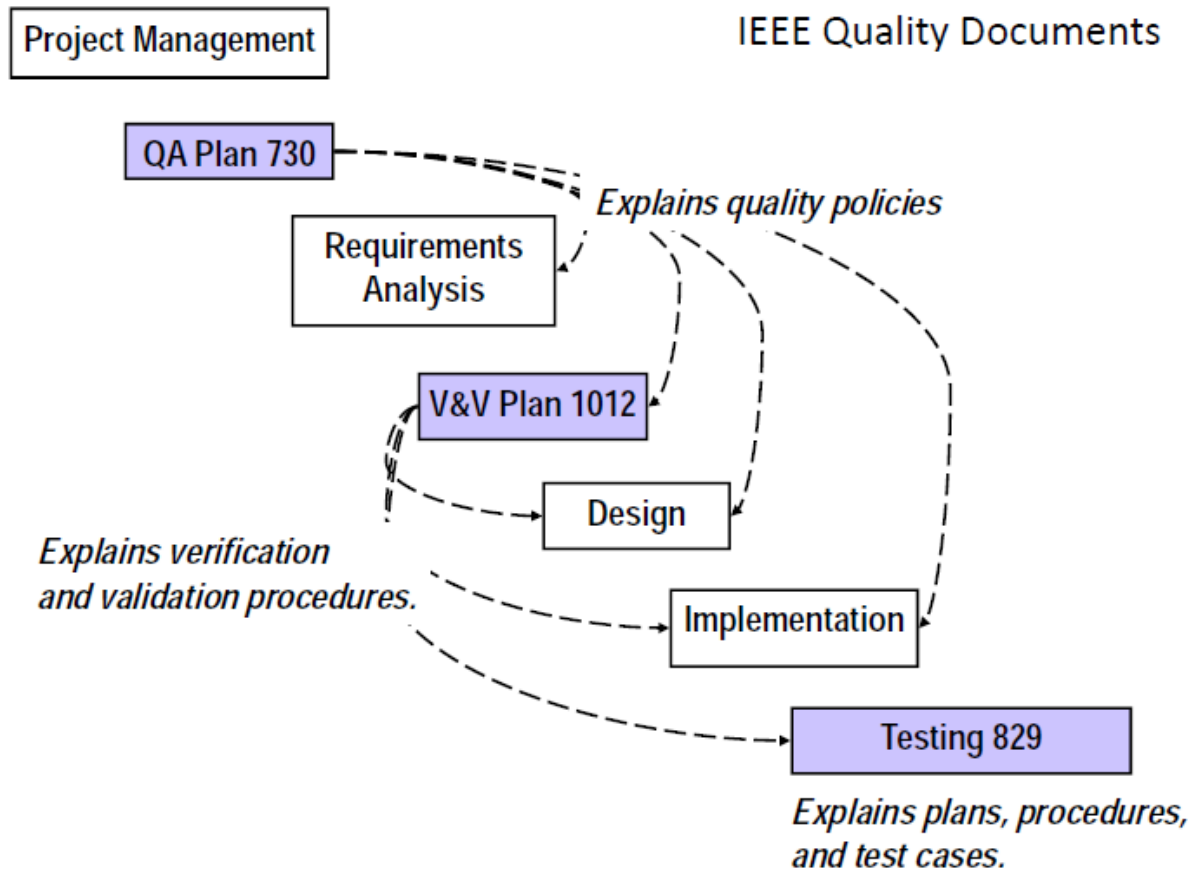 Project Management
IEEE Quality Documents
QA Plan 730
Explains quality policies
Requirements
Analysis
V&V Plan 1012
Design
Explains verification
and validation procedures.
Implementation
Testing 829
Explains plans, procedures,
and test cases.